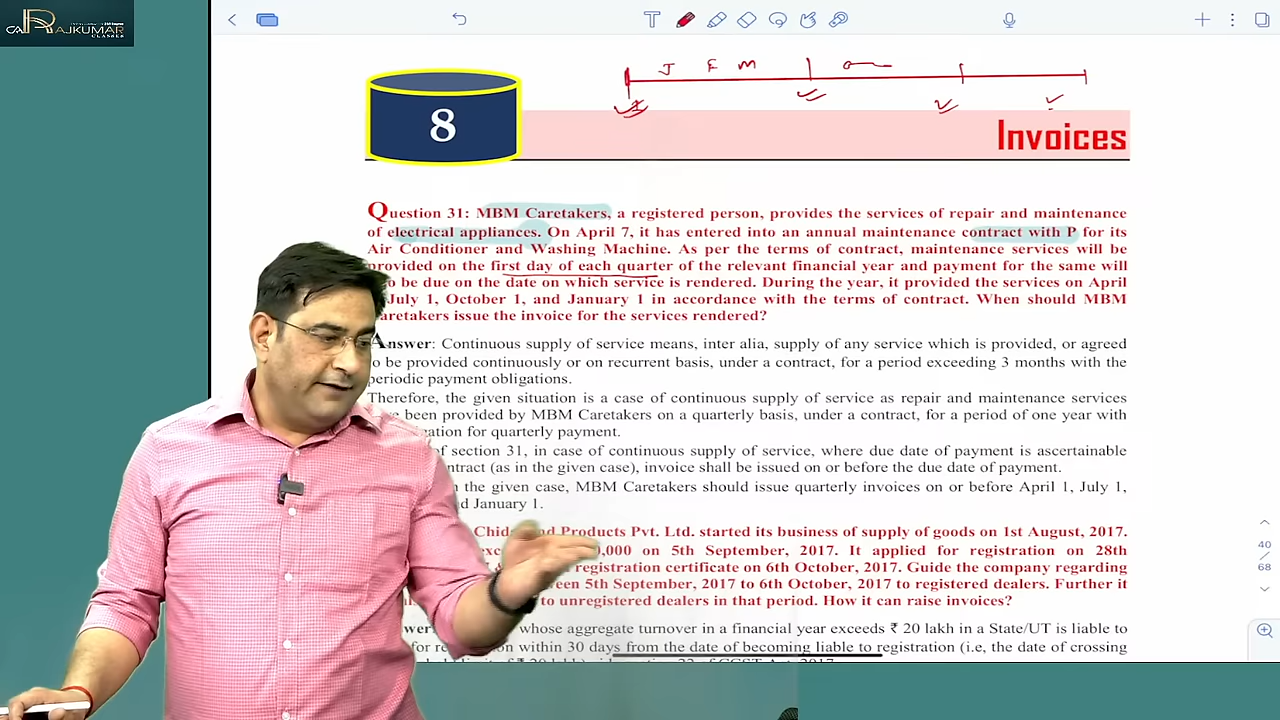 CA RAJKUMAR
CLASSES
T
J F M
8
Invoices
Question 31: MBM Caretakers, a registered person, provides the services of repair and maintenance
of electrical appliances. On April 7, it has entered into an annual maintenance contract with P for its
Air Conditioner and Washing Machine. As per the terms of contract, maintenance services will be
provided on the first day of each quarter of the relevant financial year and payment for the same will
o be due on the date on which service is rendered. During the year, it provided the services on April
July 1, October 1, and January 1 in accordance with the terms of contract. When should MBM
aretakers issue the invoice for the services rendered?
Answer: Continuous supply of service means, inter alia, supply of any service which is provided, or agreed
o be provided continuously or on recurrent basis, under a contract, for a period exceeding 3 months with the
periodic payment obligations.
Therefore, the given situation is a case of continuous supply of service as repair and maintenance services
been provided by MBM Caretakers on a quarterly basis, under a contract, for a period of one year with
ation for quarterly payment.
of section 31, in case of continuous supply of service, where due date of payment is ascertainable
ntract (as in the given case), invoice shall be issued on or before the due date of payment.
n the given case, MBM Caretakers should issue quarterly invoices on or before April 1, July 1,
d January 1.
Products Pvt. Ltd. started its business of supply of goods on 1st August, 2017.
,000 on 5th September, 2017. It applied for registration on 28th
registration certificate on 6th October, 2017. Guide the company regarding
een 5th September, 2017 to 6th October, 2017 to registered dealers. Further it
to unregistered dealers in that period. How it can raise invoices?
whose aggregate turnover in a financial year exceeds ₹ 20 lakh in a State/UT is liable to
for registration within 30 days from the date of becoming liable to registration (i.e, the date of crossing
40
68